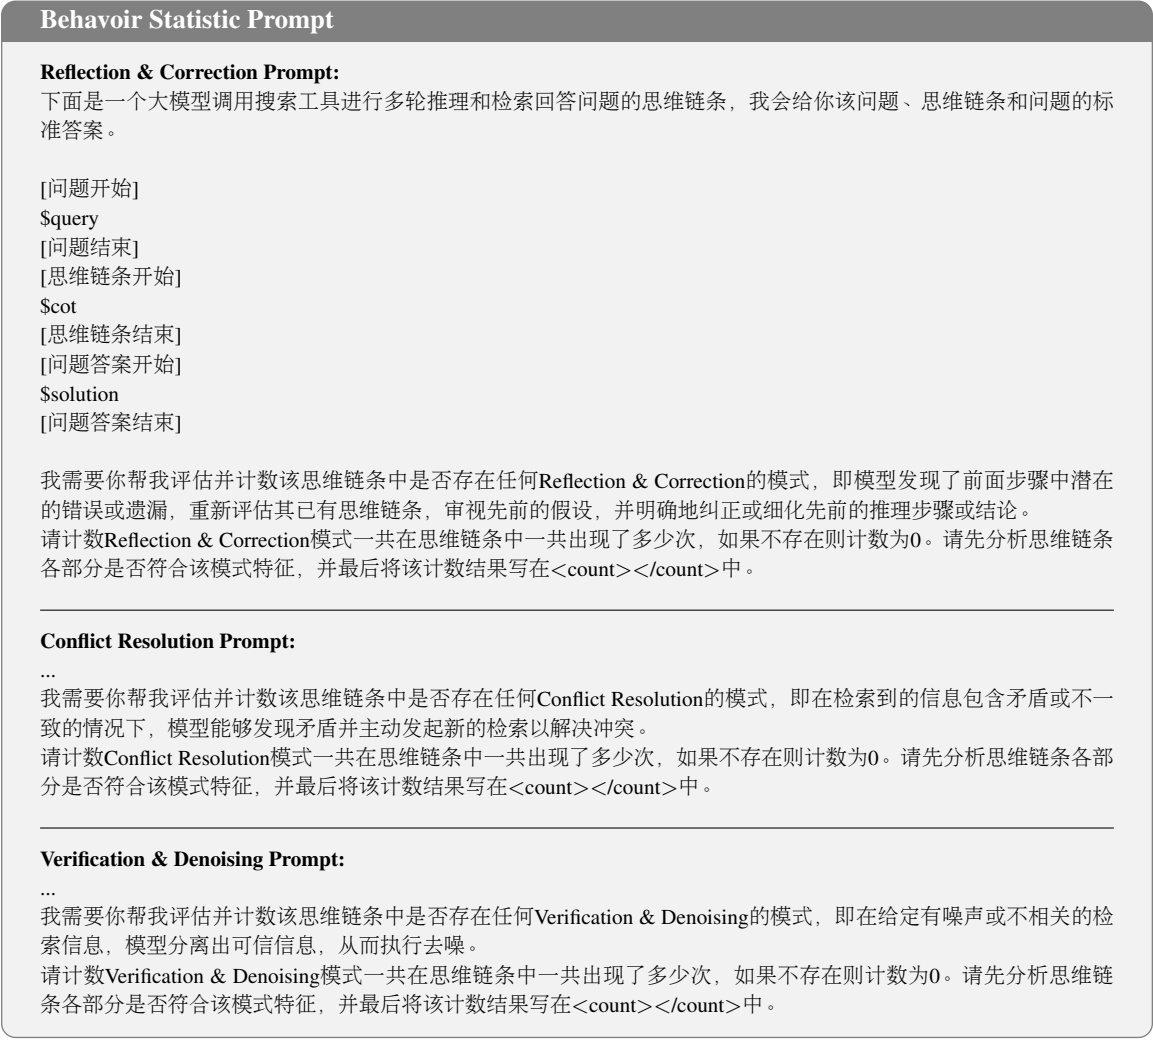 Behavoir Statistic Prompt
Reflection & Correction Prompt:
下面是一个大模型调用搜索工具进行多轮推理和检索回答问题的思维链条，我会给你该问题、思维链条和问题的标
准答案。
[问题开始]
$query
[问题结束]
[思维链条开始]
$cot
[思维链条结束]
[问题答案开始]
$solution
[问题答案结束]
我需要你帮我评估并计数该思维链条中是否存在任何Reflection & Correction的模式，即模型发现了前面步骤中潜在
的错误或遗漏，重新评估其已有思维链条，审视先前的假设，并明确地纠正或细化先前的推理步骤或结论。
请计数Reflection & Correction模式一共在思维链条中一共出现了多少次，如果不存在则计数为0。请先分析思维链条
各部分是否符合该模式特征，并最后将该计数结果写在<count></count>中。
Conflict Resolution Prompt:
...
我需要你帮我评估并计数该思维链条中是否存在任何Conflict Resolution的模式，即在检索到的信息包含矛盾或不一
致的情况下，模型能够发现矛盾并主动发起新的检索以解决冲突。
请计数Conflict Resolution模式一共在思维链条中一共出现了多少次，如果不存在则计数为0。请先分析思维链条各部
分是否符合该模式特征，并最后将该计数结果写在<count></count>中。
Verification & Denoising Prompt:
...
我需要你帮我评估并计数该思维链条中是否存在任何Verification & Denoising的模式，即在给定有噪声或不相关的检
索信息，模型分离出可信信息，从而执行去噪。
请计数Verification & Denoising模式一共在思维链条中一共出现了多少次，如果不存在则计数为0。请先分析思维链
条各部分是否符合该模式特征，并最后将该计数结果写在<count></count>中。